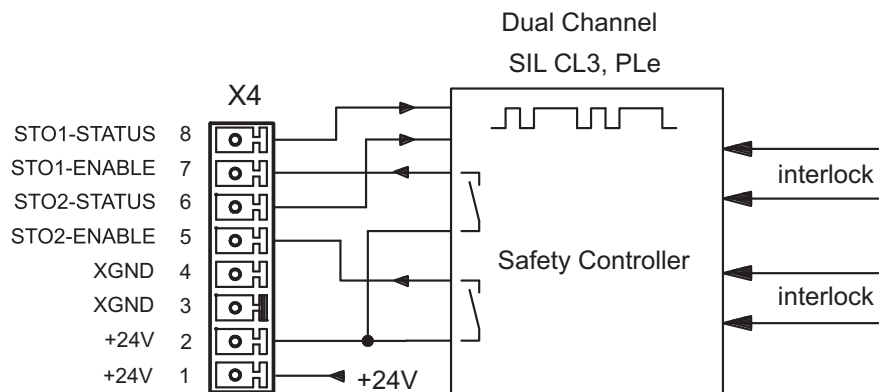 Dual Channel
SIL CL3, PLe
X4
STO1-STATUS 8
STO1-ENABLE 7
STO2-STATUS 6
STO2-ENABLE 5
XGND 4
XGND 3
+24V 2
+24V 1
+24V
Safety Controller
interlock
interlock